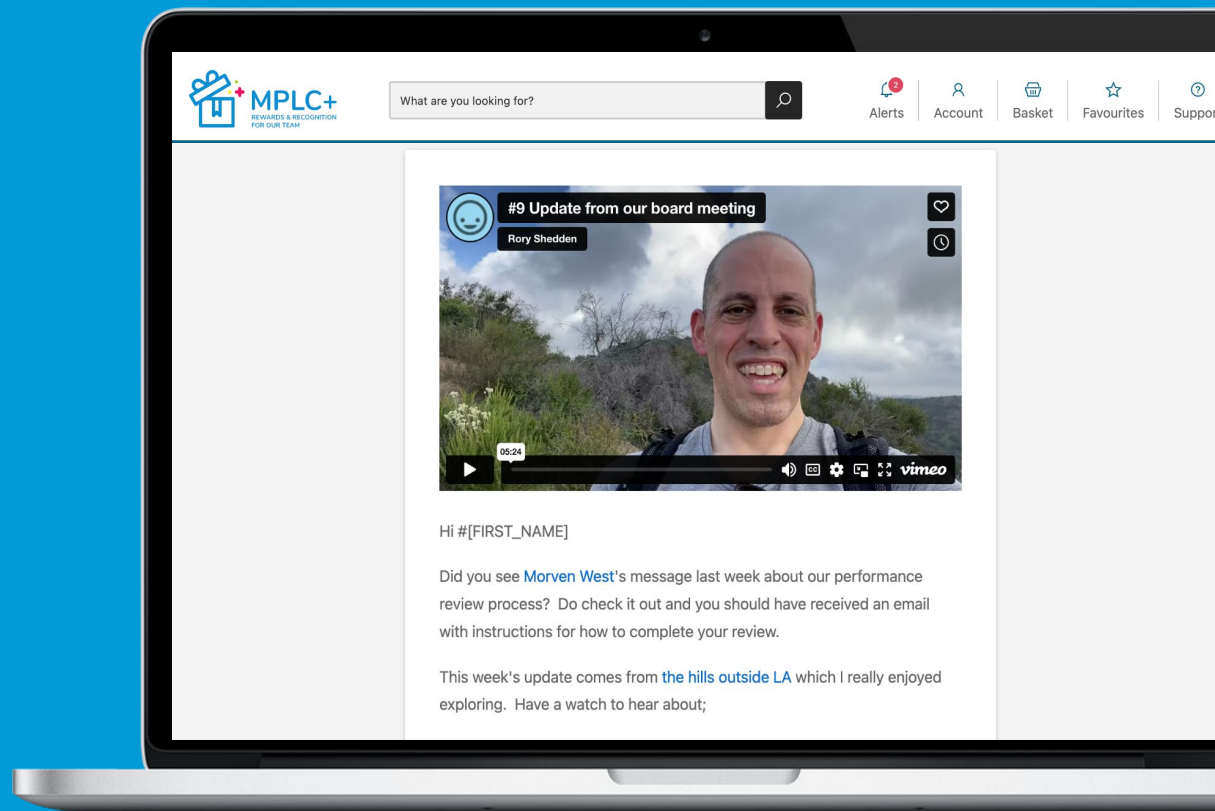 MPLC+
REWARDS & RECOGNITION
FOR OUR TEAM
What are you looking for?
2
Alerts
Account
Basket
Favourites
Suppor
#9 Update from our board meeting
Rory Shedden
05:24
CC
vimeo
Hi #[FIRST_NAME]
Did you see Morven West's message last week about our performance
review process?  Do check it out and you should have received an email
with instructions for how to complete your review.
This week's update comes from the hills outside LA which I really enjoyed
exploring.  Have a watch to hear about;